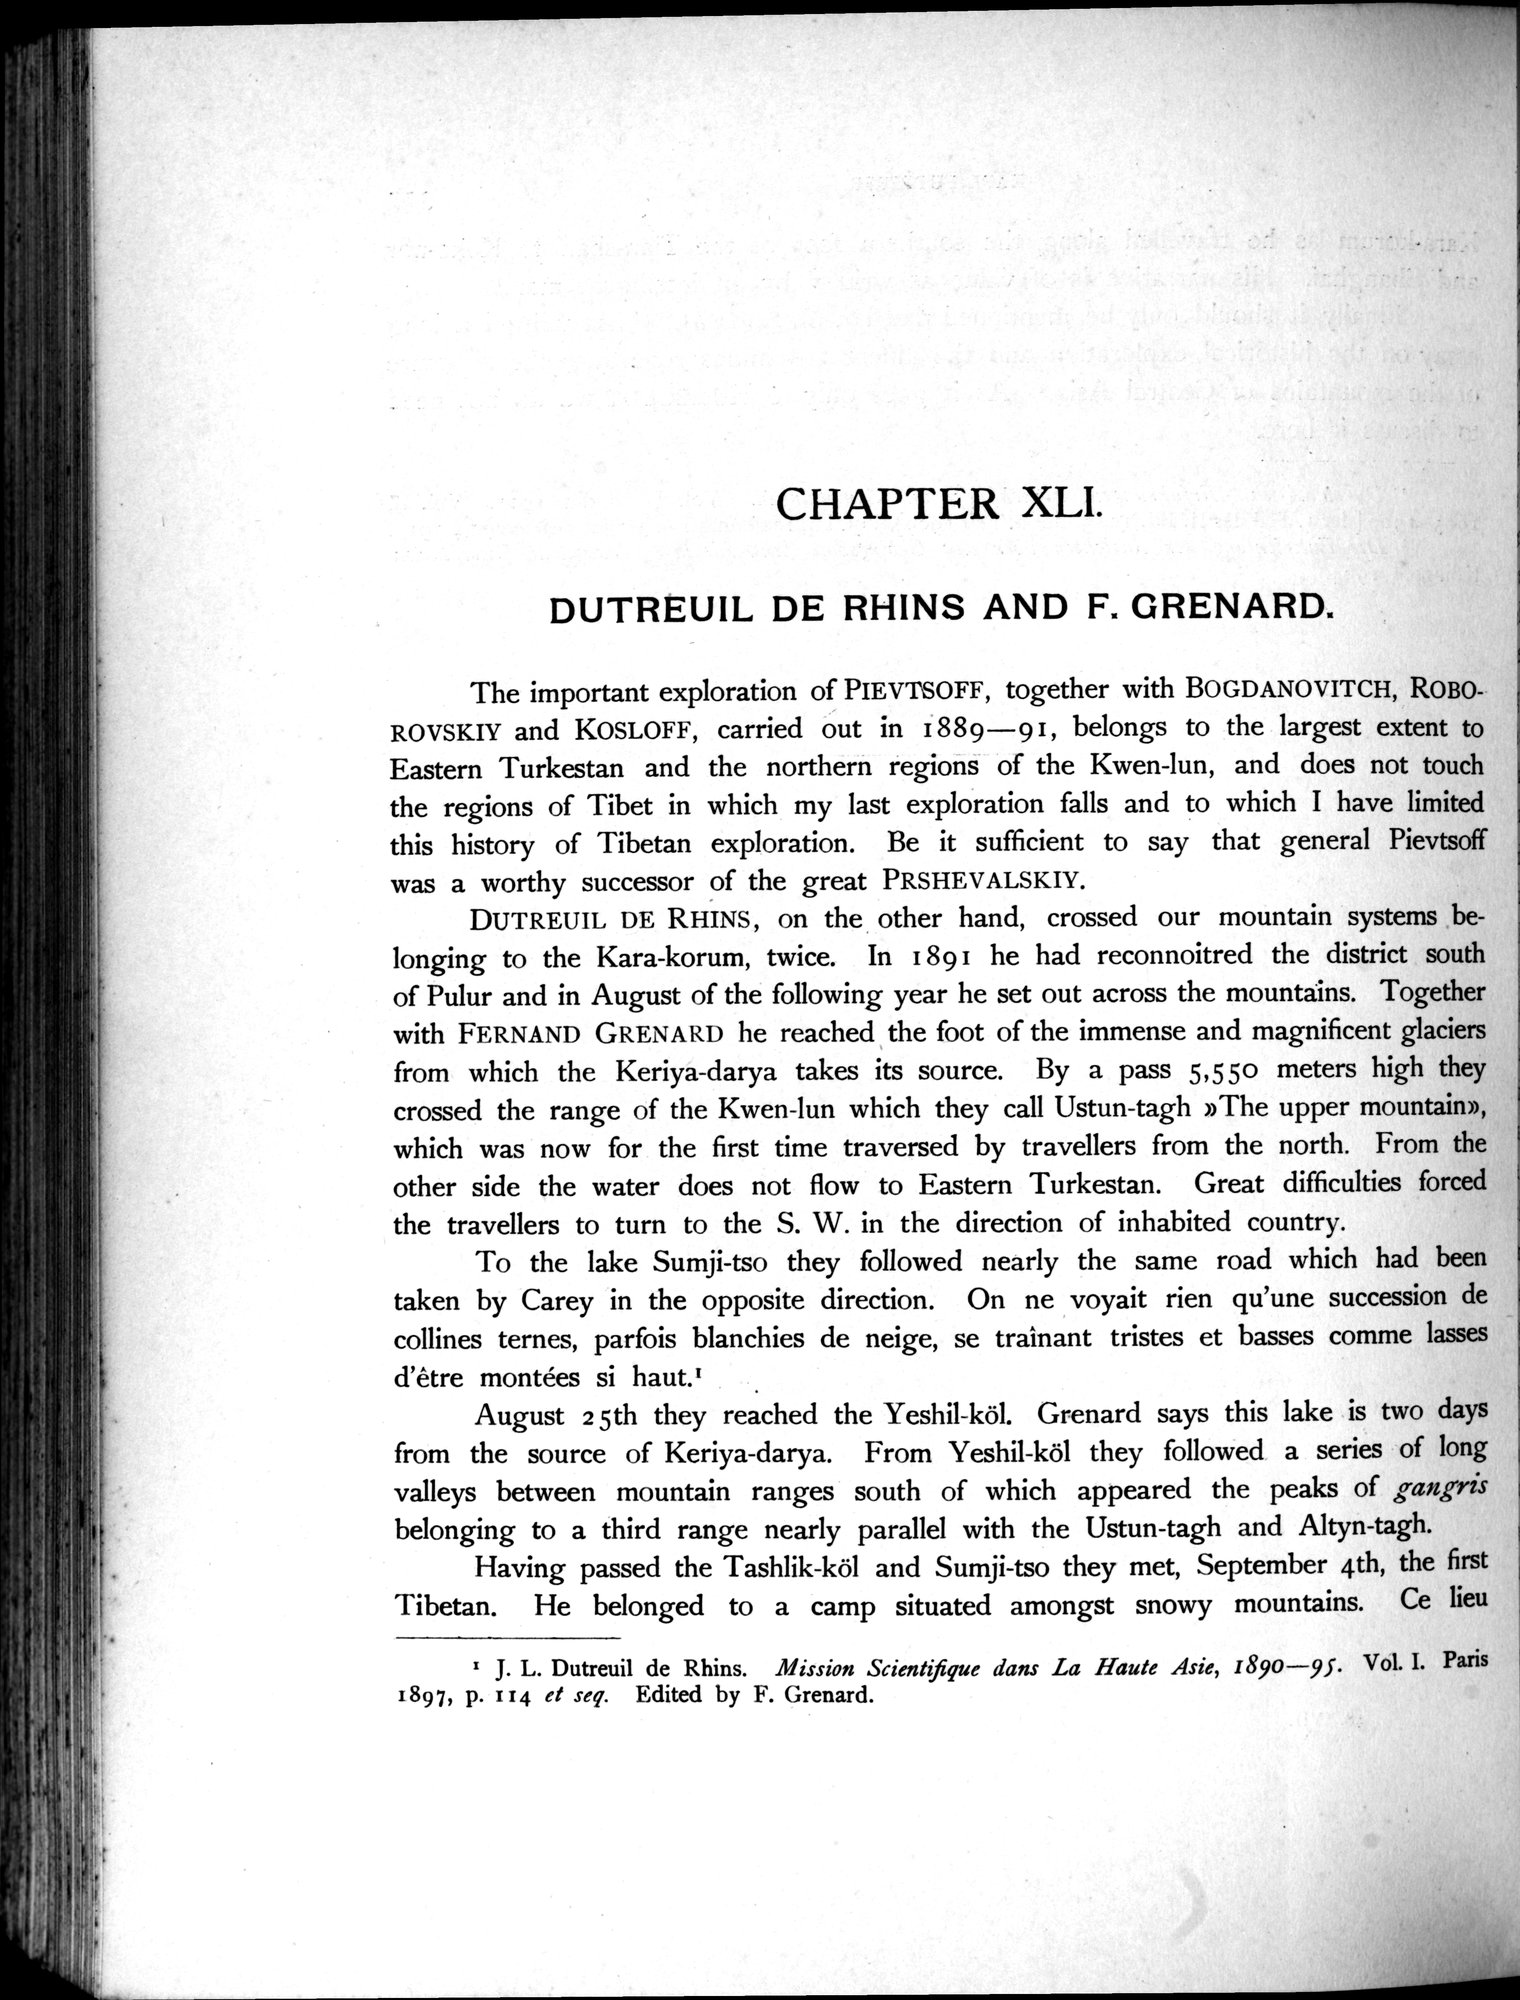 CHAPTER XLI.
DUTREUIL DE RHINS AND F. GRENARD.
The important exploration of PIEVTSOFF, together with BOGDANOVITCH, ROBO-
ROVSKIY and KOSLOFF, carried out in 1889—91, belongs to the largest extent to
Eastern Turkestan and the northern regions of the Kwen-lun, and does not touch
the regions of Tibet in which my last exploration falls and to which I have limited
this history of Tibetan exploration. Be it sufficient to say that general Pievtsoff
was a worthy successor of the great PRSHEVALSKIY.
DUTREUIL DE RHINS, on the other hand, crossed our mountain systems be-
longing to the Kara-korum, twice. In 1891 he had reconnoitred the district south
of Pulur and in August of the following year he set out across the mountains. Together
with FERNAND GRENARD he reached the foot of the immense and magnificent glaciers
from which the Keriya-darya takes its source. By a pass 5,550 meters high they
crossed the range of the Kwen-lun which they call Ustun-tagh »The upper mountain»,
which was now for the first time traversed by travellers from the north. From the
other side the water does not flow to Eastern Turkestan. Great difficulties forced
the travellers to turn to the S. W. in the direction of inhabited country.
To the lake Sumji-tso they followed nearly the same road which had been
taken by Carey in the opposite direction. On ne voyait rien qu'une succession de
collines ternes, parfois blanchies de neige, se traînant tristes et basses comme lasses
d'être montées si haut.¹
August 25th they reached the Yeshil-köl. Grenard says this lake is two days
from the source of Keriya-darya. From Yeshil-köl they followed a series of long
valleys between mountain ranges south of which appeared the peaks of gangris
belonging to a third range nearly parallel with the Ustun-tagh and Altyn-tagh.
Having passed the Tashlik-köl and Sumji-tso they met, September 4th, the first
Tibetan. He belonged to a camp situated amongst snowy mountains. Ce lieu
¹ J. L. Dutreuil de Rhins. Mission Scientifique dans La Haute Asie, 1890—95. Vol. I. Paris
1897, p. 114 et seq. Edited by F. Grenard.